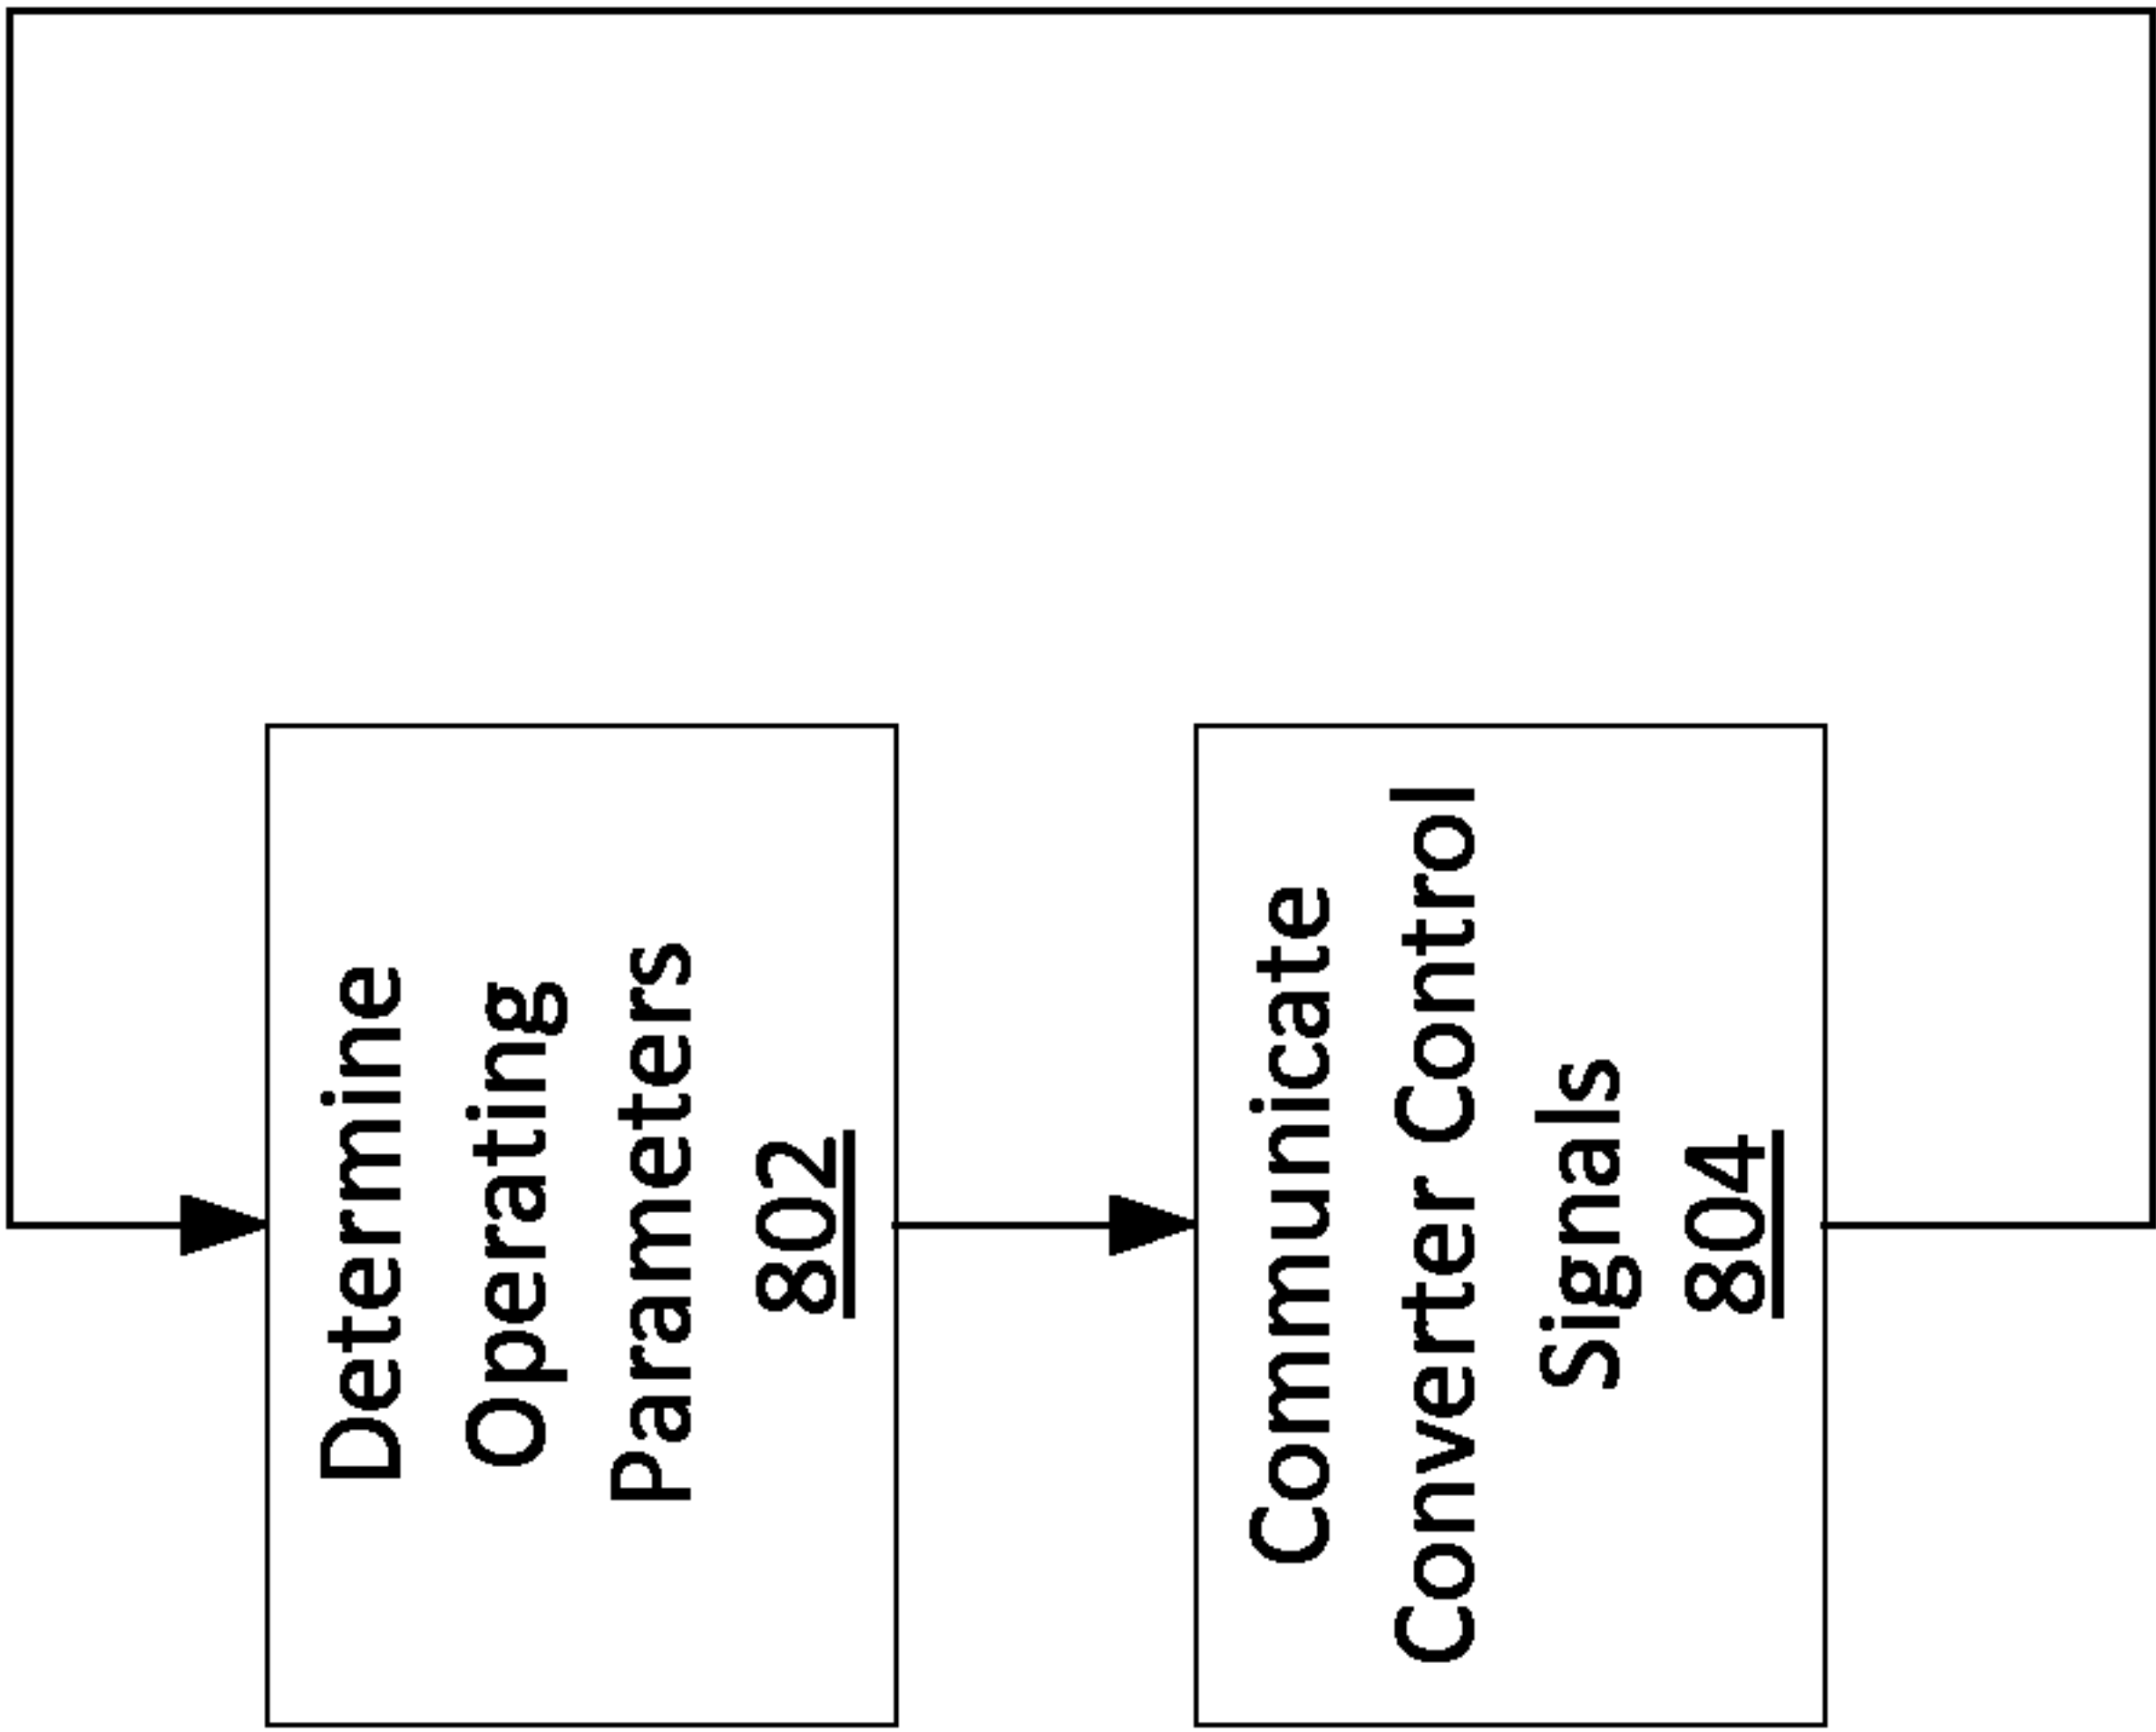 Determine
Operating
Parameters
802
Communicate
Converter Control
Signals
804